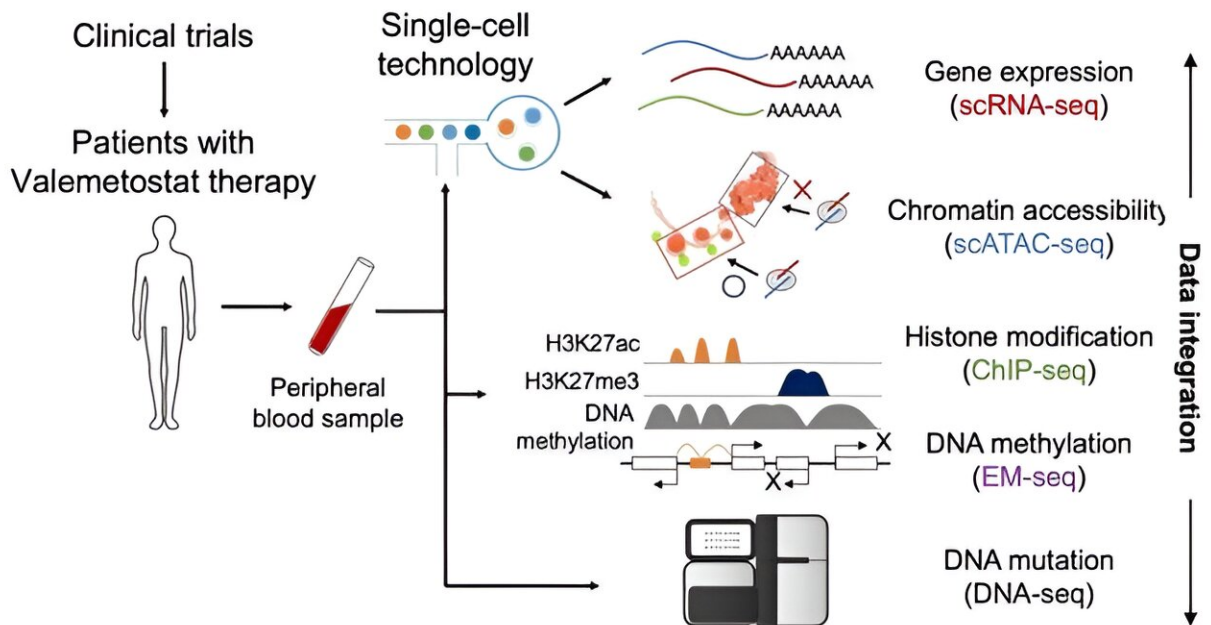 Clinical trials
Patients with
Valemetostat therapy
Peripheral
blood sample
Single-cell
technology
AAAAAA
AAAAAA
AAAAAA
X
H3K27ac
H3K27me3
DNA
methylation
X
X
Gene expression
(scRNA-seq)
Chromatin accessibility
(scATAC-seq)
Histone modification
(ChIP-seq)
DNA methylation
(EM-seq)
DNA mutation
(DNA-seq)
Data integration